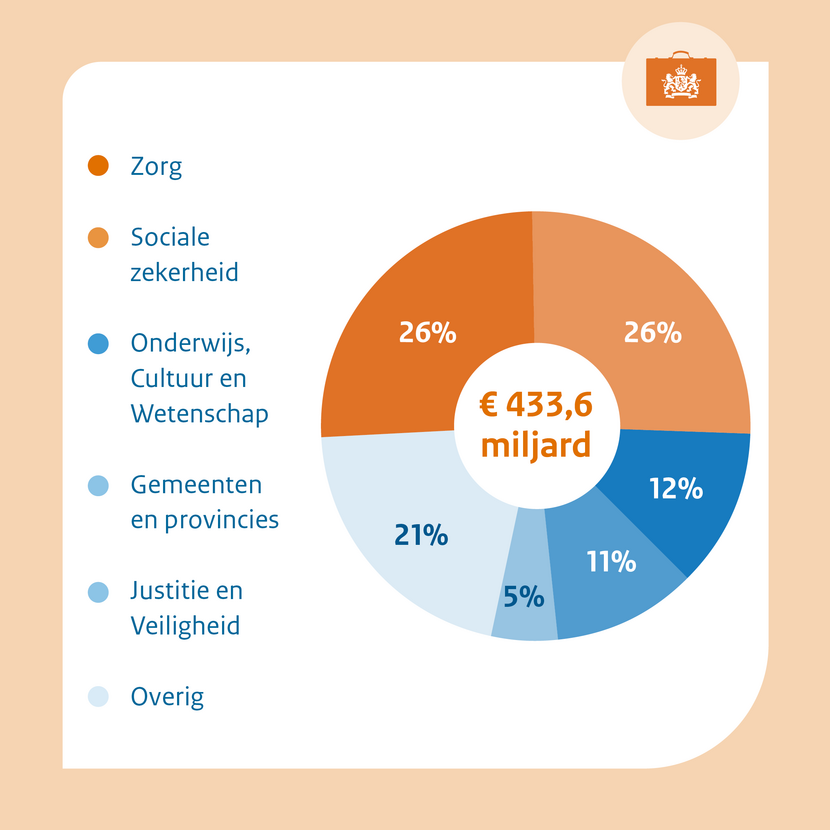 Zorg
Sociale
zekerheid
Onderwijs,
Cultuur en
Wetenschap
Gemeenten
en provincies
Justitie en
Veiligheid
Overig
26%
26%
€ 433,6
miljard
12%
21%
11%
5%